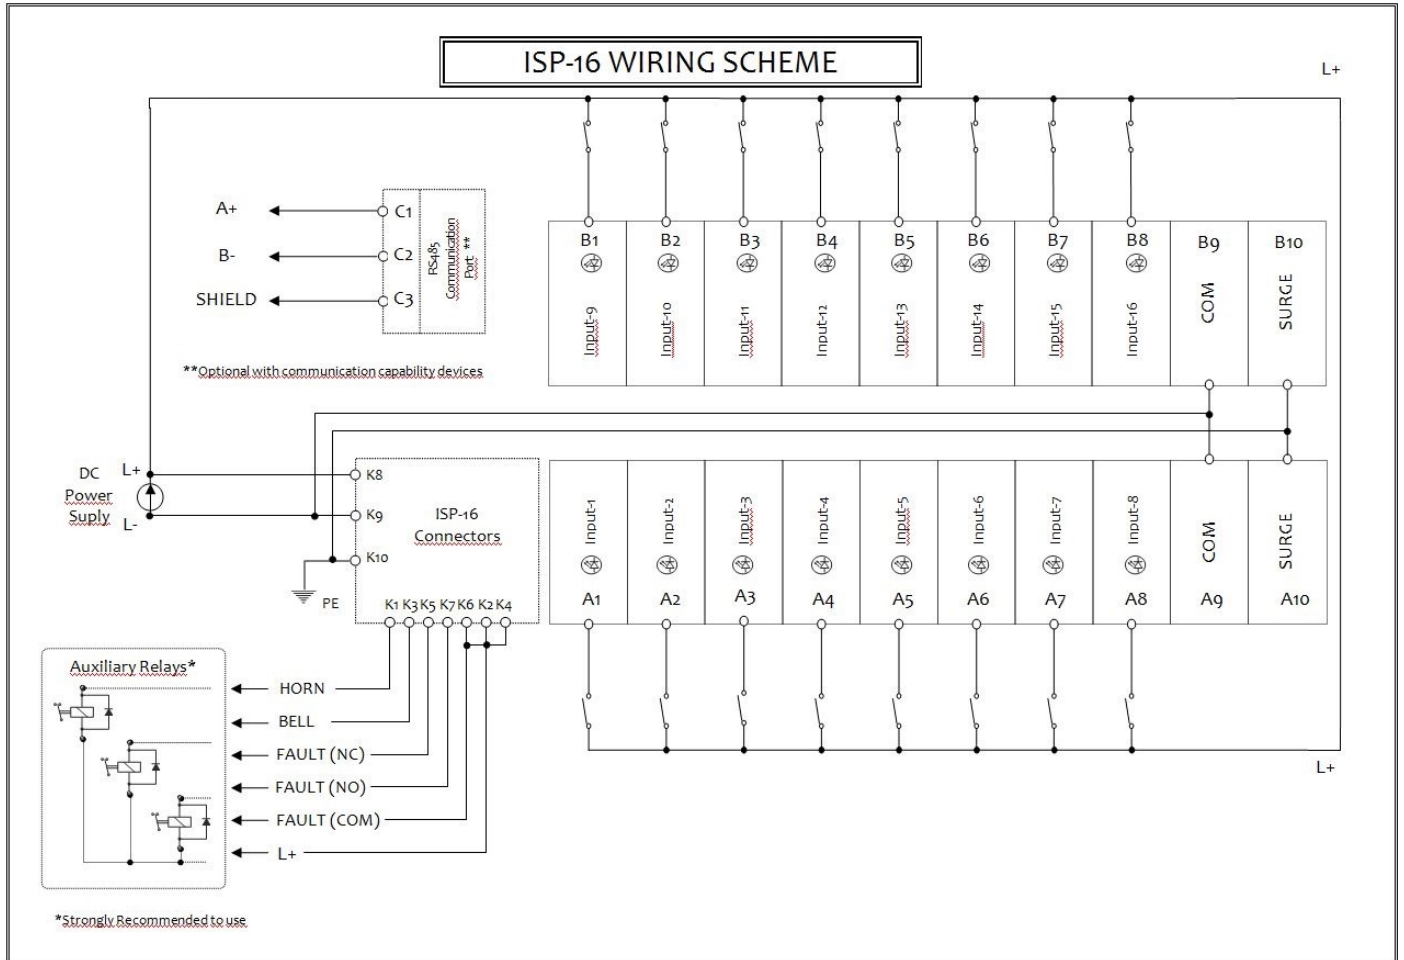 ISP-16 WIRING SCHEME
L+
A+
B-
SHIELD
C1
C2
C3
RS485
Communication
Port **
**Optional with communication capability devices
B1 B2 B3 B4 B5 B6 B7 B8 B9 B10
Input-9 Input-10 Input-11 Input-12 Input-13 Input-14 Input-15 Input-16 COM SURGE
DC
Power
Suply
L+
L-
K8
K9
K10
ISP-16
Connectors
PE
K1 K3 K5 K7 K6 K2 K4
Input-1 Input-2 Input-3 Input-4 Input-5 Input-6 Input-7 Input-8 COM SURGE
A1 A2 A3 A4 A5 A6 A7 A8 A9 A10
L+
Auxiliary Relays*
HORN
BELL
FAULT (NC)
FAULT (NO)
FAULT (COM)
L+
*Strongly Recommended to use